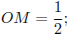 OM = 1/2;